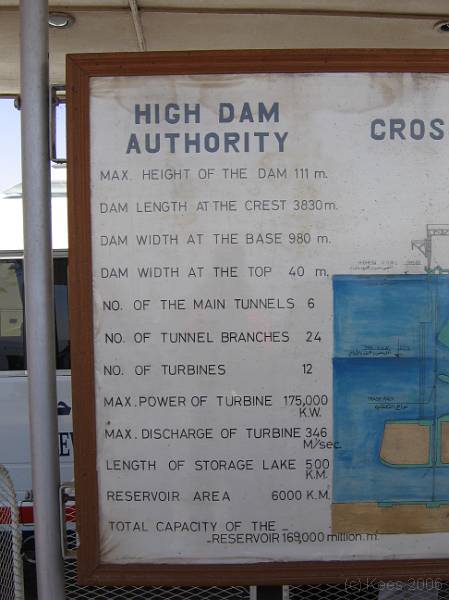 HIGH DAM
AUTHORITY
CROS
MAX. HEIGHT OF THE DAM 111 m.
DAM LENGTH AT THE CREST 3830m.
DAM WIDTH AT THE BASE 980 m.
DAM WIDTH AT THE TOP 40 m.
NO. OF THE MAIN TUNNELS 6
NO. OF TUNNEL BRANCHES 24
NO. OF TURBINES 12
MAX. POWER OF TURBINE 175,000
K.W.
MAX. DISCHARGE OF TURBINE 346
M/sec.
LENGTH OF STORAGE LAKE 500
K.M.
RESERVOIR AREA 6000 K.M.
TOTAL CAPACITY OF THE _
-RESERVOIR 169,000 million. m.
(c) Kees 2006